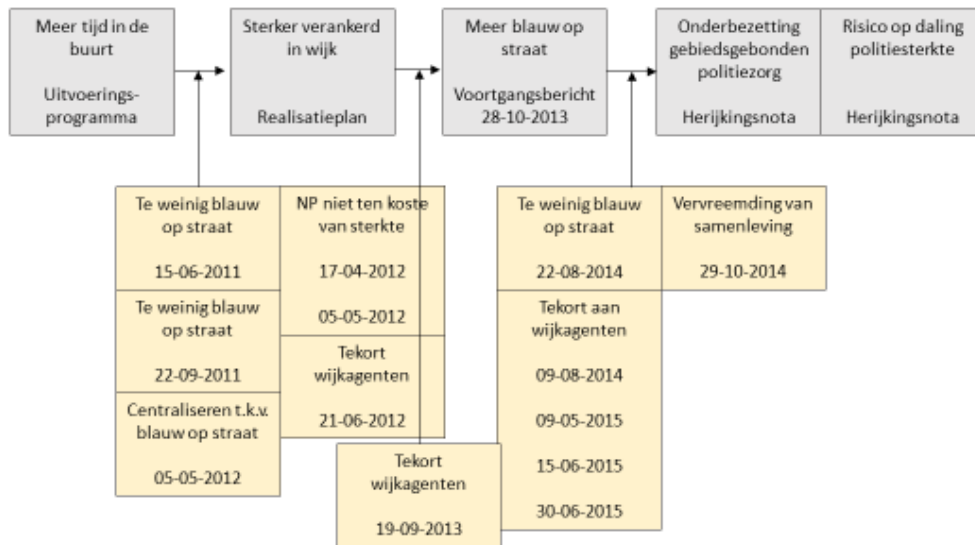 Meer tijd in de
buurt
Uitvoerings-
programma
Sterker verankerd
in wijk
Realisatieplan
Meer blauw op
straat
Voortgangsbericht
28-10-2013
Onderbezetting
gebiedsgebonden
politiezorg
Herijkingsnota
Risico op daling
politiesterkte
Herijkingsnota
Te weinig blauw
op straat
15-06-2011
Te weinig blauw
op straat
22-09-2011
Centraliseren t.k.v.
blauw op straat
05-05-2012
NP niet ten koste
van sterkte
17-04-2012
05-05-2012
Tekort
wijkagenten
21-06-2012
Tekort
wijkagenten
19-09-2013
Te weinig blauw
op straat
22-08-2014
Tekort aan
wijkagenten
09-08-2014
09-05-2015
15-06-2015
30-06-2015
Vervreemding van
samenleving
29-10-2014